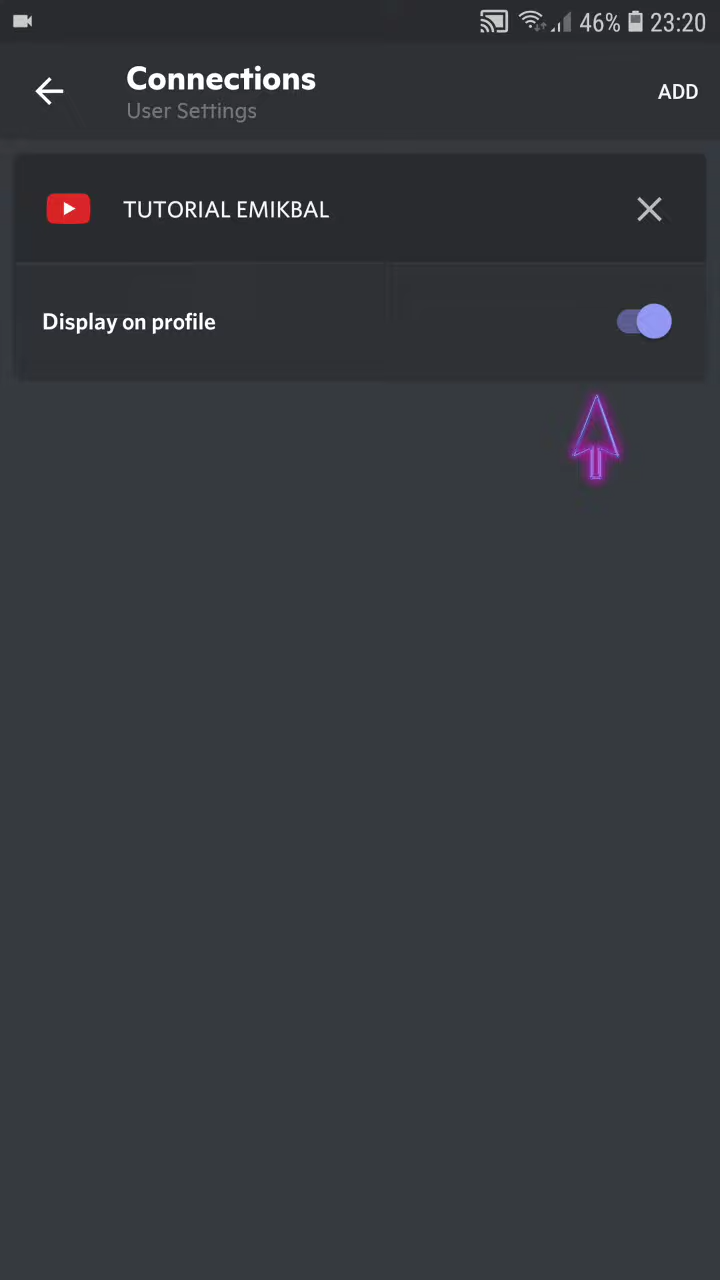 46% 23:20
Connections
User Settings
ADD
TUTORIAL EMIKBAL
Display on profile